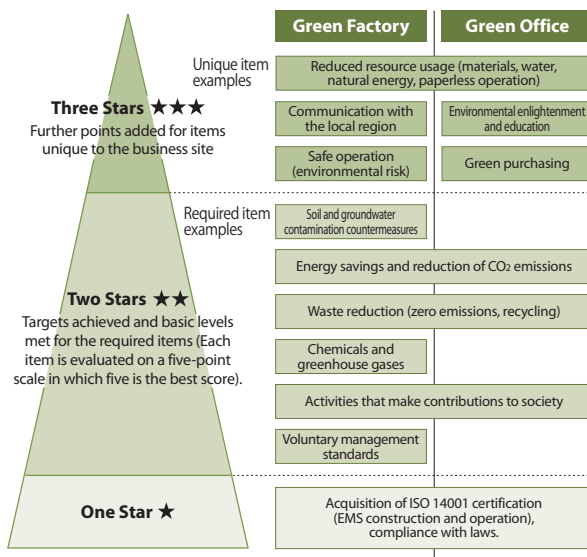 Green Factory
Green Office
Unique item
examples
Reduced resource usage (materials, water,
natural energy, paperless operation)
Three Stars ★★★
Further points added for items
unique to the business site
Communication with
the local region
Environmental enlightenment
and education
Safe operation
(environmental risk)
Green purchasing
Required item
examples
Soil and groundwater
contamination countermeasures
Energy savings and reduction of CO₂ emissions
Two Stars ★★
Targets achieved and basic levels
met for the required items (Each
item is evaluated on a five-point
scale in which five is the best score).
Waste reduction (zero emissions, recycling)
Chemicals and
greenhouse gases
Activities that make contributions to society
Voluntary management
standards
One Star ★
Acquisition of ISO 14001 certification
(EMS construction and operation),
compliance with laws.